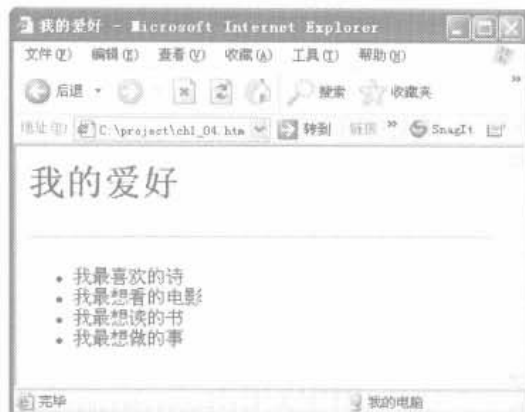 我的爱好 - Microsoft Internet Explorer
文件(F) 编辑(E) 查看(V) 收藏(A) 工具(T) 帮助(H)
后退 搜索 收藏夹 »
地址(D) C:\project\ch1_04.htm 转到 链接 » SnagIt
我的爱好
• 我最喜欢的诗
• 我最想看的电影
• 我最想读的书
• 我最想做的事
完毕 我的电脑